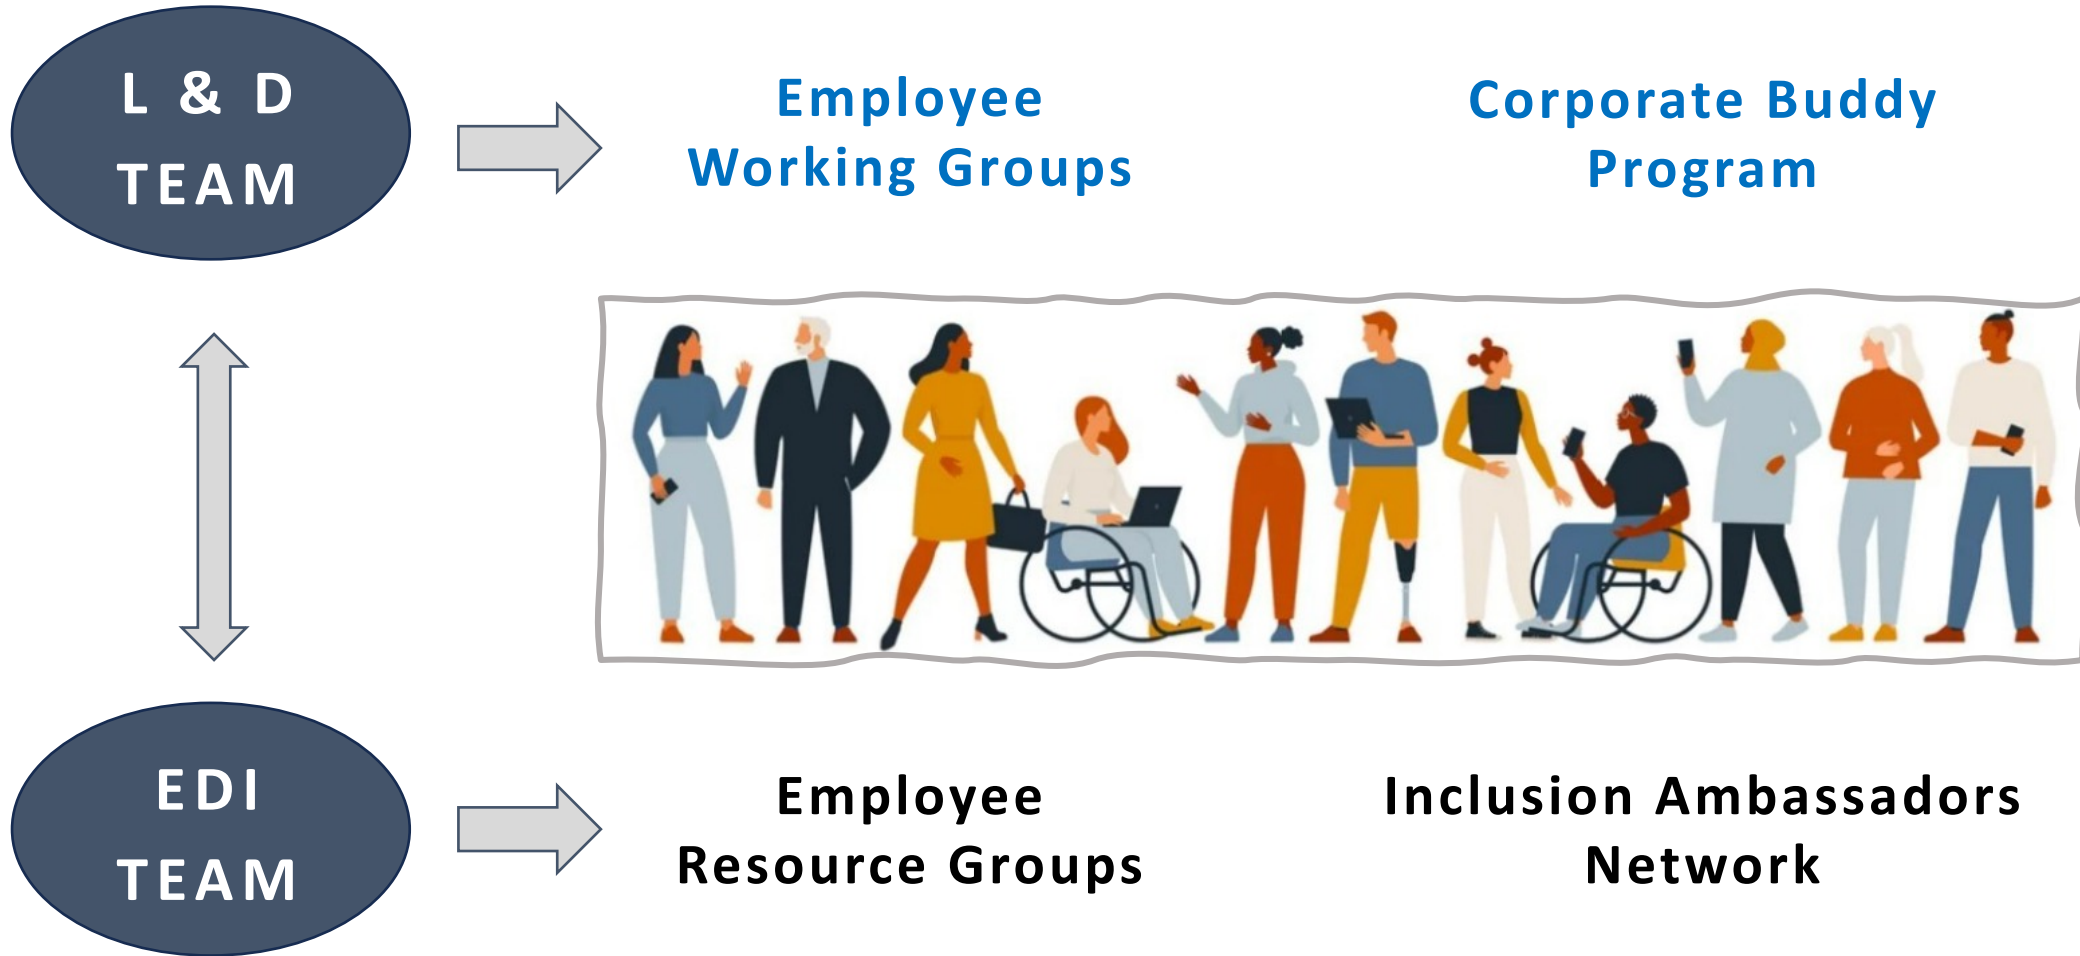 L & D
TEAM
Employee
Working Groups
Corporate Buddy
Program
EDI
TEAM
Employee
Resource Groups
Inclusion Ambassadors
Network